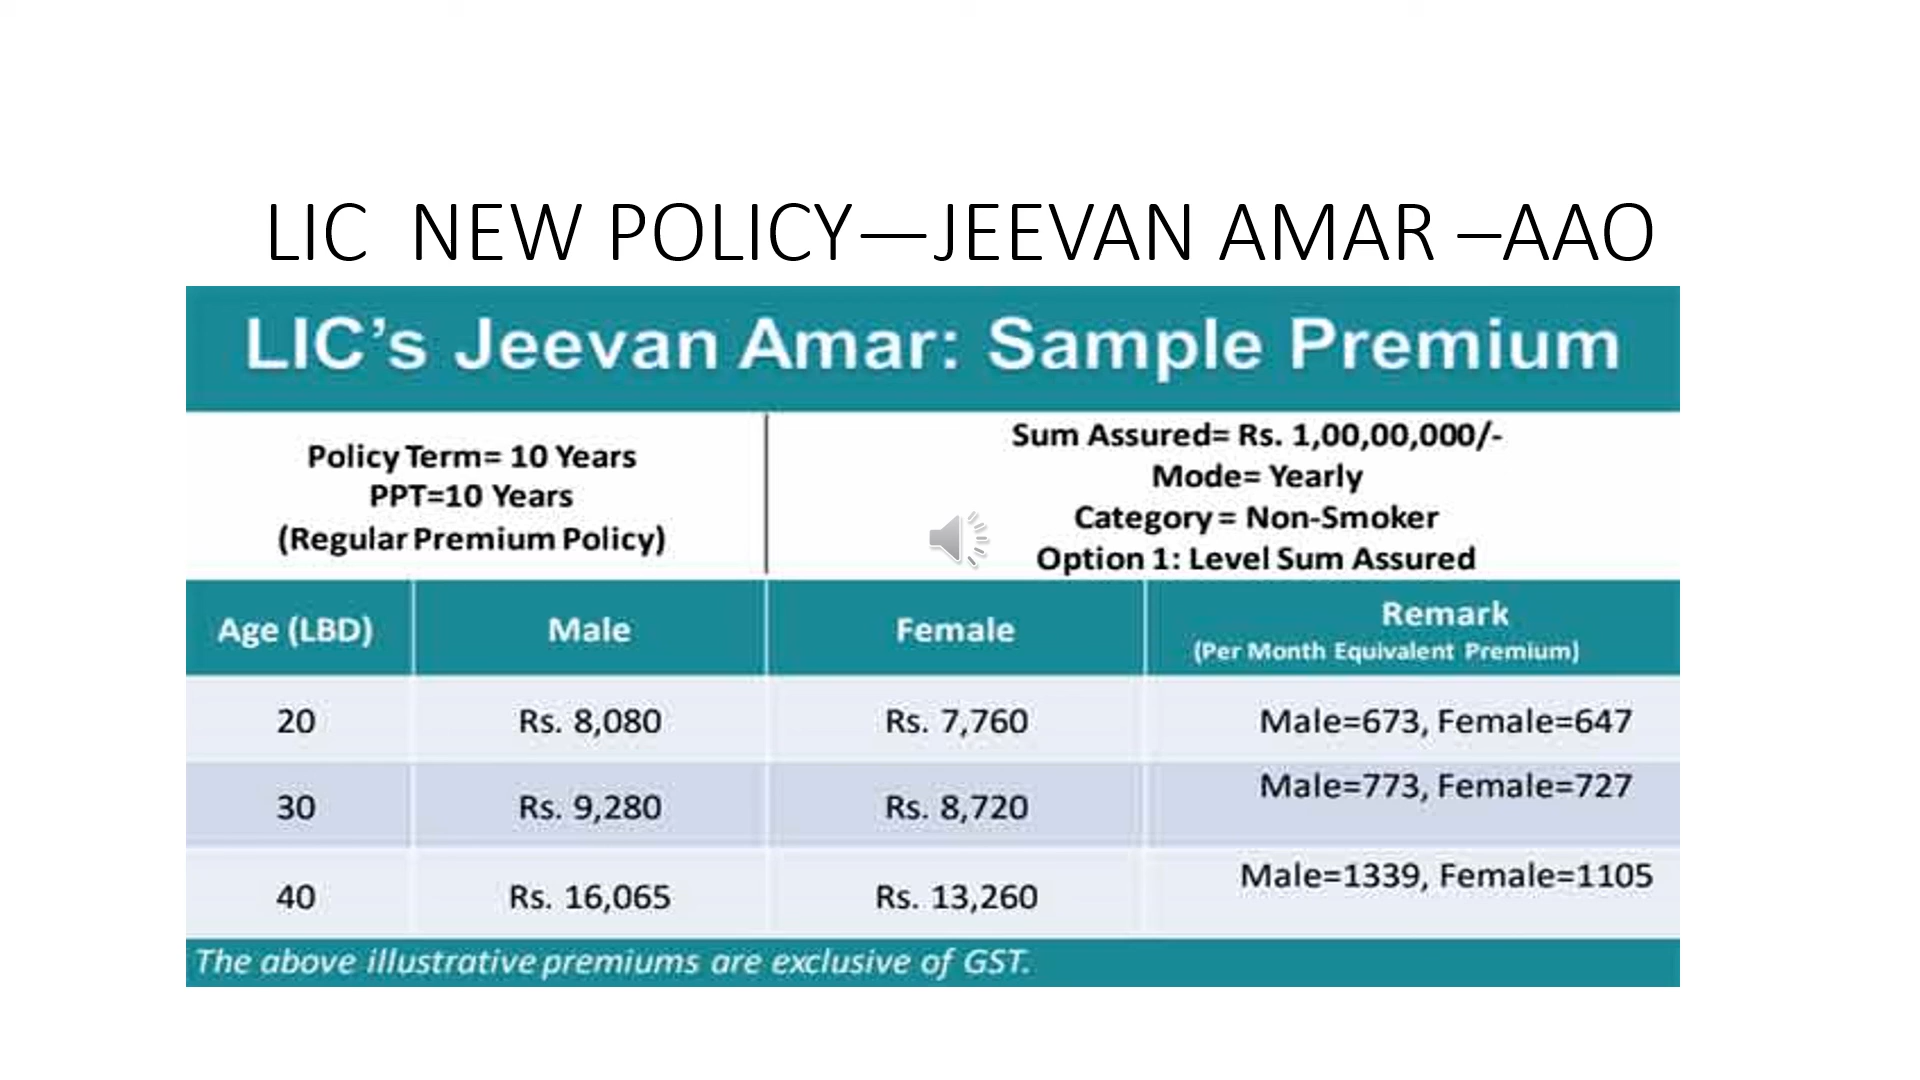 LIC  NEW POLICY—JEEVAN AMAR –AAO
LIC’s Jeevan Amar: Sample Premium
Policy Term= 10 Years
PPT=10 Years
(Regular Premium Policy)
Sum Assured= Rs. 1,00,00,000/-
Mode= Yearly
Category = Non-Smoker
Option 1: Level Sum Assured
Age (LBD) Male Female Remark
(Per Month Equivalent Premium)
20 Rs. 8,080 Rs. 7,760 Male=673, Female=647
30 Rs. 9,280 Rs. 8,720 Male=773, Female=727
40 Rs. 16,065 Rs. 13,260 Male=1339, Female=1105
The above illustrative premiums are exclusive of GST.